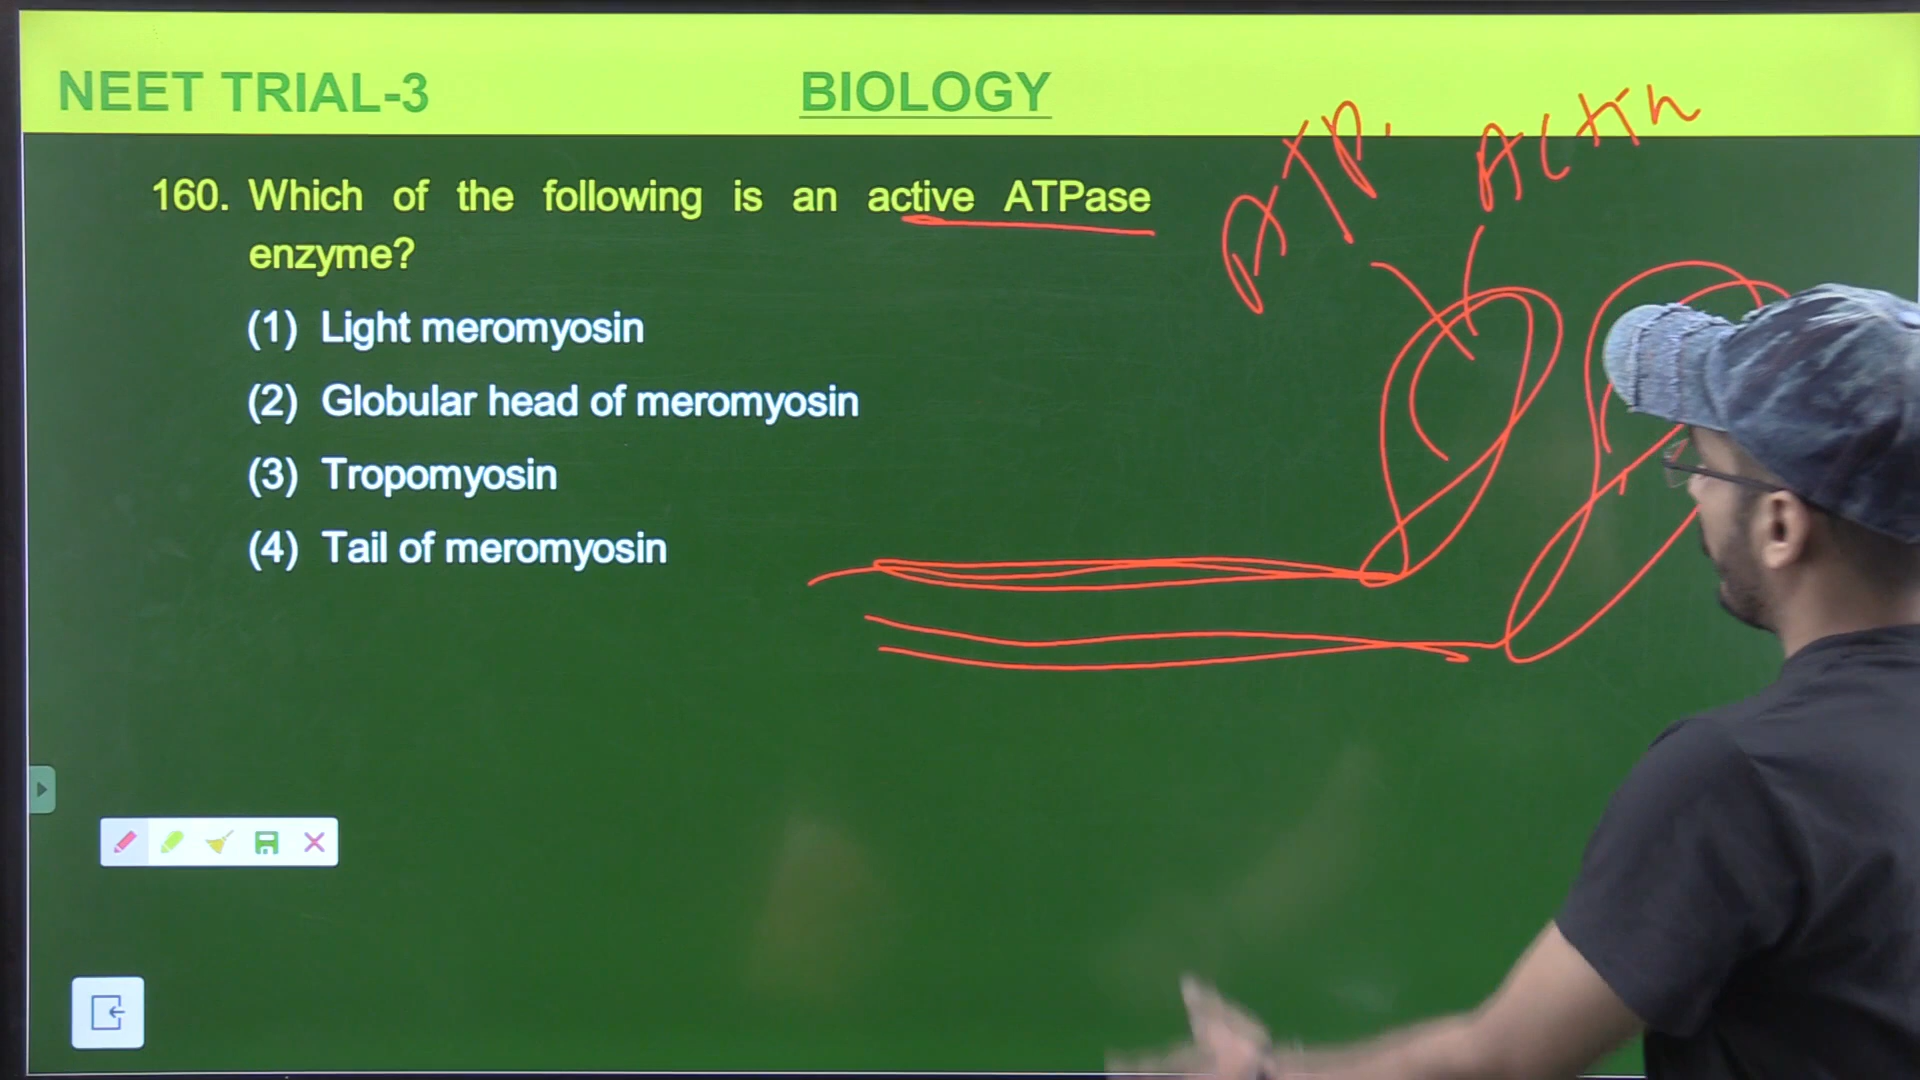 NEET TRIAL-3
BIOLOGY
160. Which of the following is an active ATPase
enzyme?
(1) Light meromyosin
(2) Globular head of meromyosin
(3) Tropomyosin
(4) Tail of meromyosin
ATP.
Actin